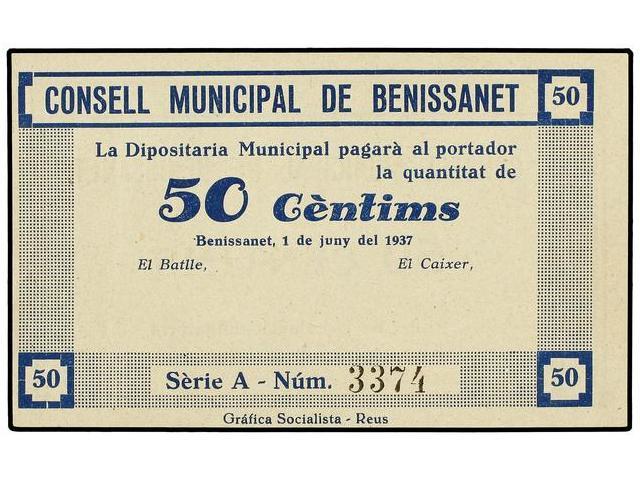 CONSELL MUNICIPAL DE BENISSANET 50
La Dipositaria Municipal pagarà al portador
la quantitat de
50 Cèntims
Benissanet, 1 de juny del 1937
El Batlle, El Caixer,
50 Sèrie A - Núm. 3374 50
Gráfica Socialista - Reus